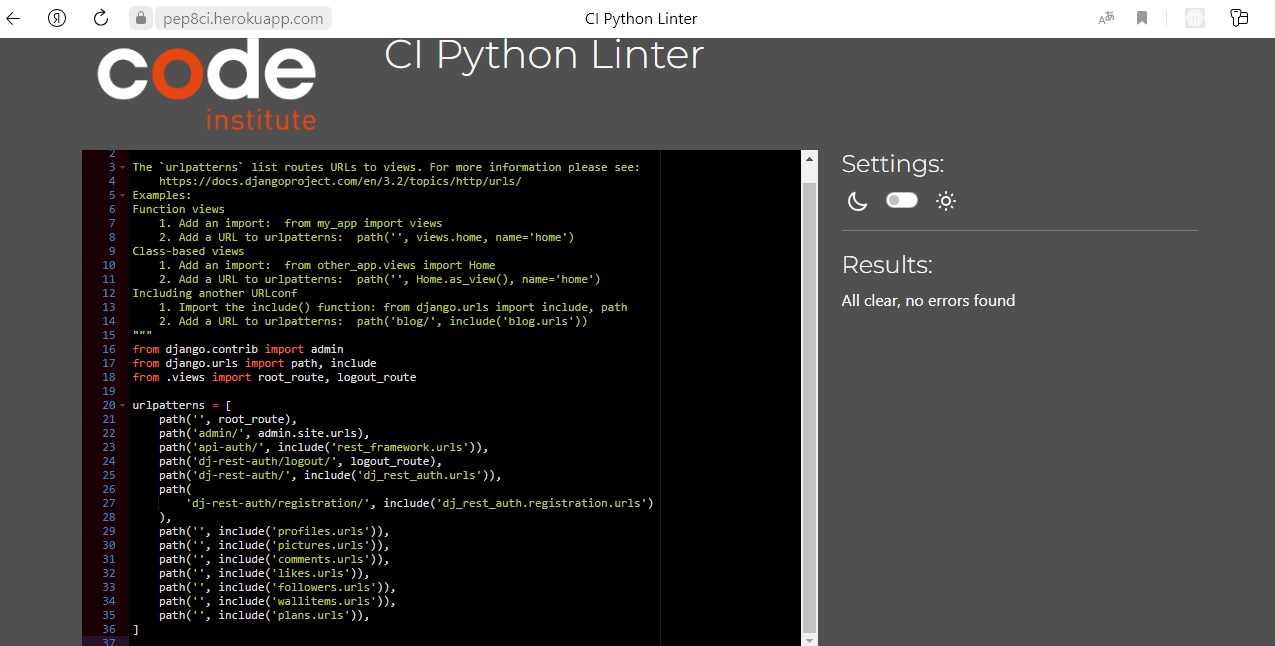 pep8ci.herokuapp.com
CI Python Linter
code
institute
CI Python Linter
2
3 The `urlpatterns` list routes URLs to views. For more information please see:
4     https://docs.djangoproject.com/en/3.2/topics/http/urls/
5 Examples:
6 Function views
7     1. Add an import:  from my_app import views
8     2. Add a URL to urlpatterns:  path('', views.home, name='home')
9 Class-based views
10     1. Add an import:  from other_app.views import Home
11     2. Add a URL to urlpatterns:  path('', Home.as_view(), name='home')
12 Including another URLconf
13     1. Import the include() function: from django.urls import include, path
14     2. Add a URL to urlpatterns:  path('blog/', include('blog.urls'))
15 """
16 from django.contrib import admin
17 from django.urls import path, include
18 from .views import root_route, logout_route
19
20 urlpatterns = [
21     path('', root_route),
22     path('admin/', admin.site.urls),
23     path('api-auth/', include('rest_framework.urls')),
24     path('dj-rest-auth/logout/', logout_route),
25     path('dj-rest-auth/', include('dj_rest_auth.urls')),
26     path(
27         'dj-rest-auth/registration/', include('dj_rest_auth.registration.urls')
28     ),
29     path('', include('profiles.urls')),
30     path('', include('pictures.urls')),
31     path('', include('comments.urls')),
32     path('', include('likes.urls')),
33     path('', include('followers.urls')),
34     path('', include('wallitems.urls')),
35     path('', include('plans.urls')),
36 ]
37
Settings:
Results:
All clear, no errors found